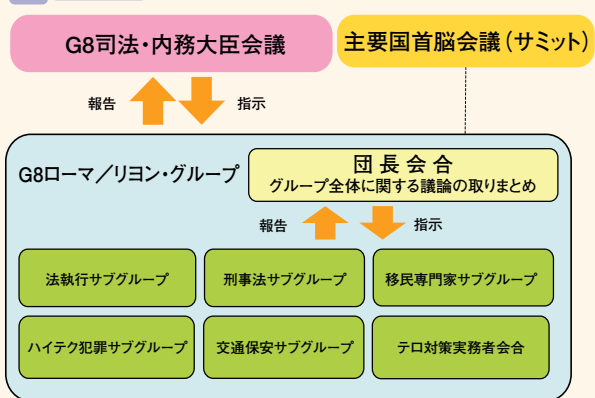 G8司法・内務大臣会議
主要国首脳会議(サミット)
報告
指示
G8ローマ/リヨン・グループ
団長会合
グループ全体に関する議論の取りまとめ
報告
指示
法執行サブグループ
刑事法サブグループ
移民専門家サブグループ
ハイテク犯罪サブグループ
交通保安サブグループ
テロ対策実務者会合